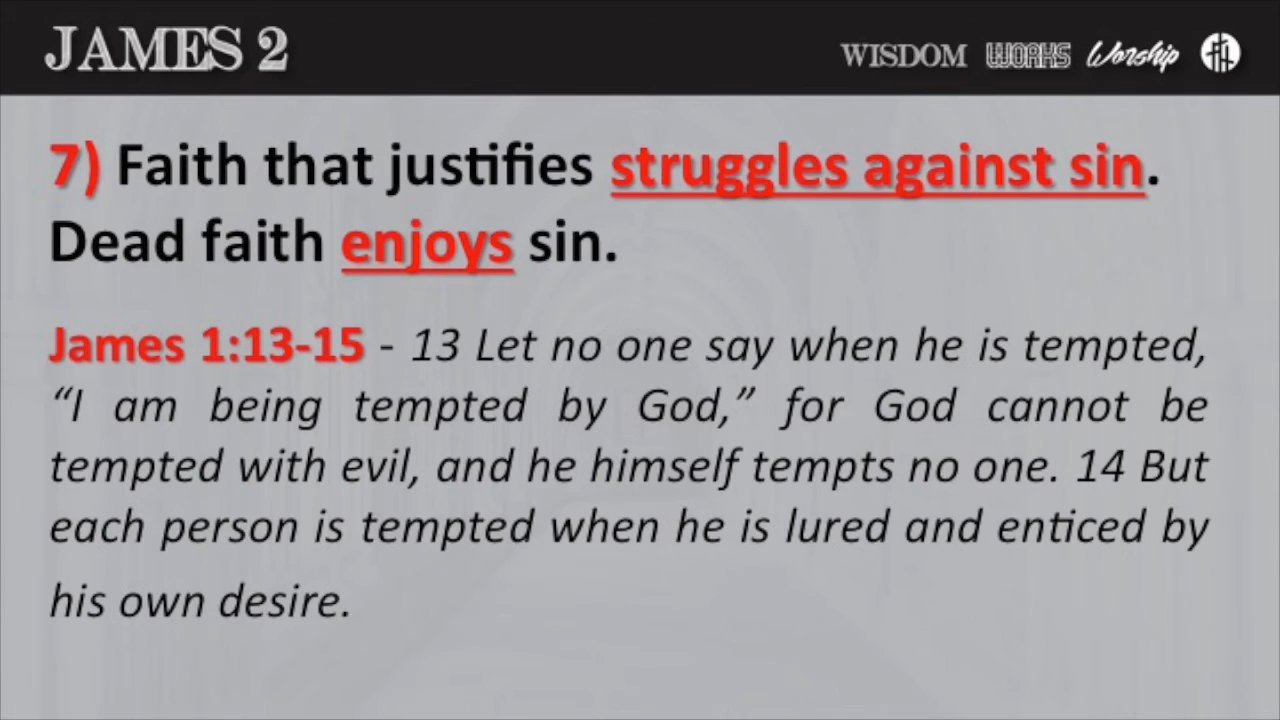 JAMES 2
WISDOM WORKS Worship
7) Faith that justifies struggles against sin.
Dead faith enjoys sin.
James 1:13-15 - 13 Let no one say when he is tempted,
“I am being tempted by God,” for God cannot be
tempted with evil, and he himself tempts no one. 14 But
each person is tempted when he is lured and enticed by
his own desire.